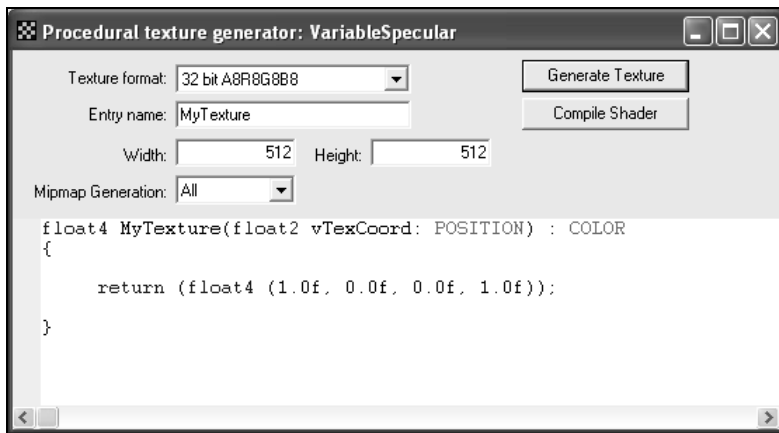 Procedural texture generator: VariableSpecular
Texture format: 32 bit A8R8G8B8 Generate Texture
Entry name: MyTexture Compile Shader
Width: 512 Height: 512
Mipmap Generation: All
float4 MyTexture(float2 vTexCoord: POSITION) : COLOR
{
return (float4 (1.0f, 0.0f, 0.0f, 1.0f));
}